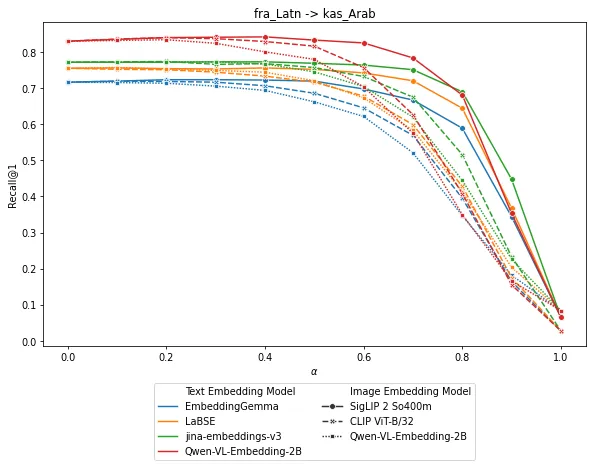 fra_Latn -> kas_Arab
Recall@1
0.8
0.7
0.6
0.5
0.4
0.3
0.2
0.1
0.0
0.0 0.2 0.4 0.6 0.8 1.0
α
Text Embedding Model Image Embedding Model
EmbeddingGemma SigLIP 2 So400m
LaBSE CLIP ViT-B/32
jina-embeddings-v3 Qwen-VL-Embedding-2B
Qwen-VL-Embedding-2B